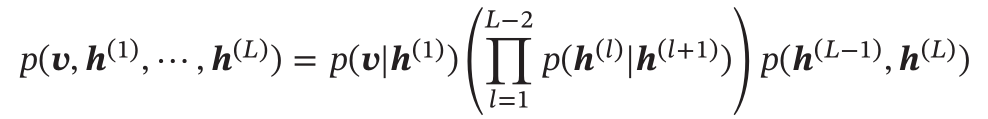 p(𝒗, 𝒉⁽¹⁾, ⋯ , 𝒉⁽ᴸ⁾) = p(𝒗|𝒉⁽¹⁾) (∏_{l=1}^{L−2} p(𝒉⁽ˡ⁾|𝒉⁽ˡ⁺¹⁾)) p(𝒉⁽ᴸ⁻¹⁾, 𝒉⁽ᴸ⁾)